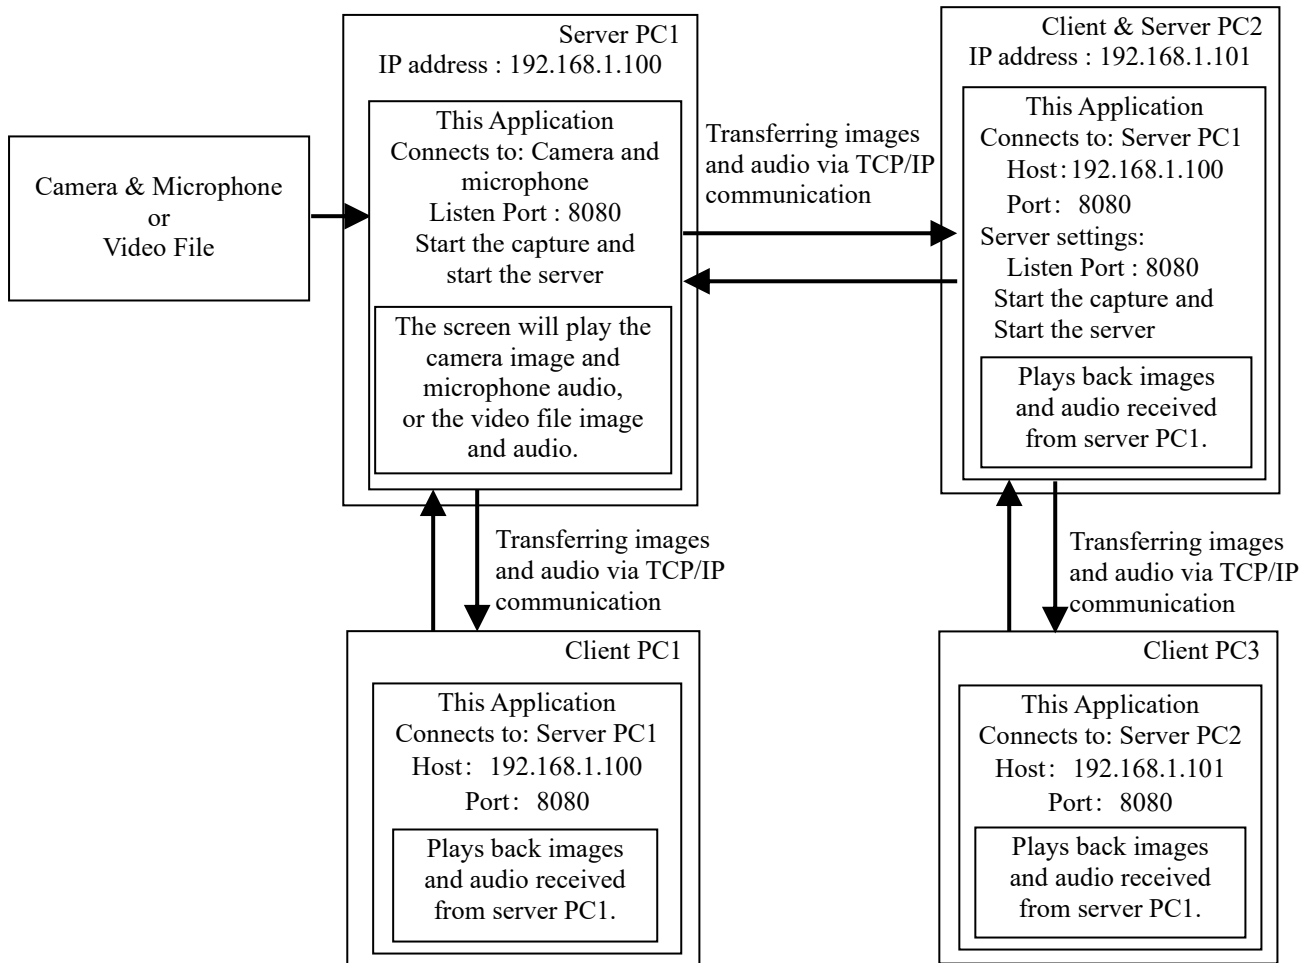 Camera & Microphone
or
Video File
Server PC1
IP address : 192.168.1.100
This Application
Connects to: Camera and
microphone
Listen Port : 8080
Start the capture and
start the server
The screen will play the
camera image and
microphone audio,
or the video file image
and audio.
Transferring images
and audio via TCP/IP
communication
Client & Server PC2
IP address : 192.168.1.101
This Application
Connects to: Server PC1
Host：192.168.1.100
Port： 8080
Server settings:
Listen Port : 8080
Start the capture and
Start the server
Plays back images
and audio received
from server PC1.
Transferring images
and audio via TCP/IP
communication
Transferring images
and audio via TCP/IP
communication
Client PC1
This Application
Connects to: Server PC1
Host： 192.168.1.100
Port： 8080
Plays back images
and audio received
from server PC1.
Client PC3
This Application
Connects to: Server PC2
Host： 192.168.1.101
Port： 8080
Plays back images
and audio received
from server PC1.